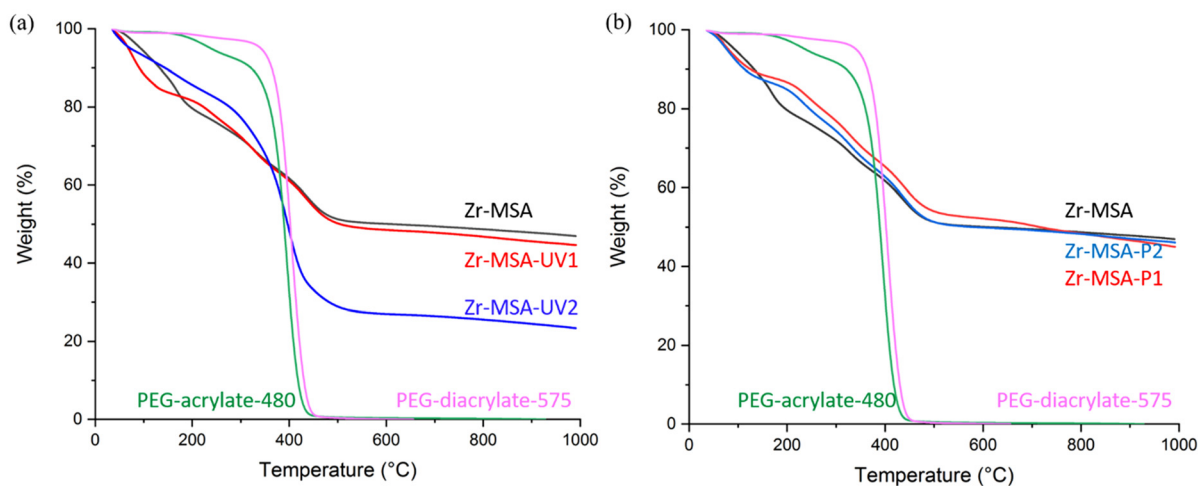 (a)
100
80
60
40
20
0
Weight (%)
Zr-MSA
Zr-MSA-UV1
Zr-MSA-UV2
PEG-acrylate-480 PEG-diacrylate-575
0 200 400 600 800 1000
Temperature (°C)
(b)
100
80
60
40
20
0
Weight (%)
Zr-MSA
Zr-MSA-P2
Zr-MSA-P1
PEG-acrylate-480 PEG-diacrylate-575
0 200 400 600 800 1000
Temperature (°C)